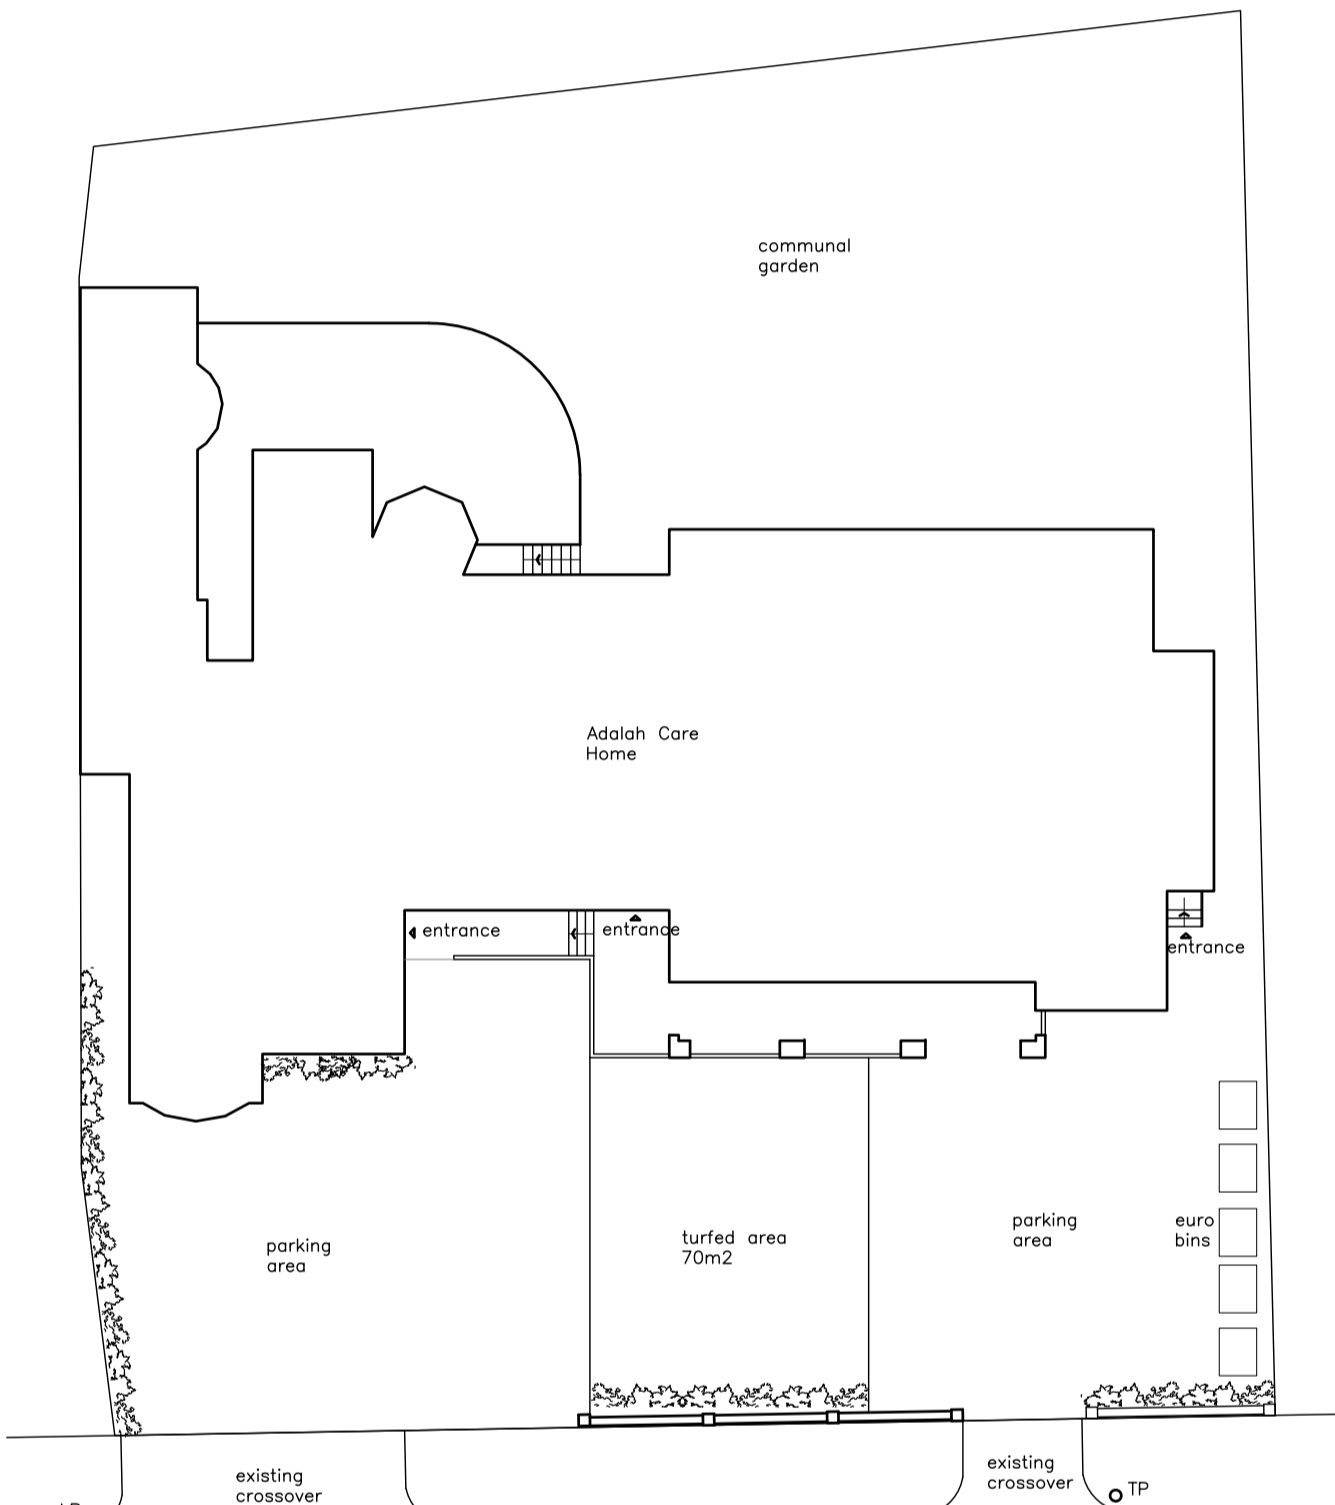 communal
garden
Adalah Care
Home
entrance
entrance
entrance
parking
area
turfed area
70m2
parking
area
euro
bins
existing
crossover
existing
crossover
TP